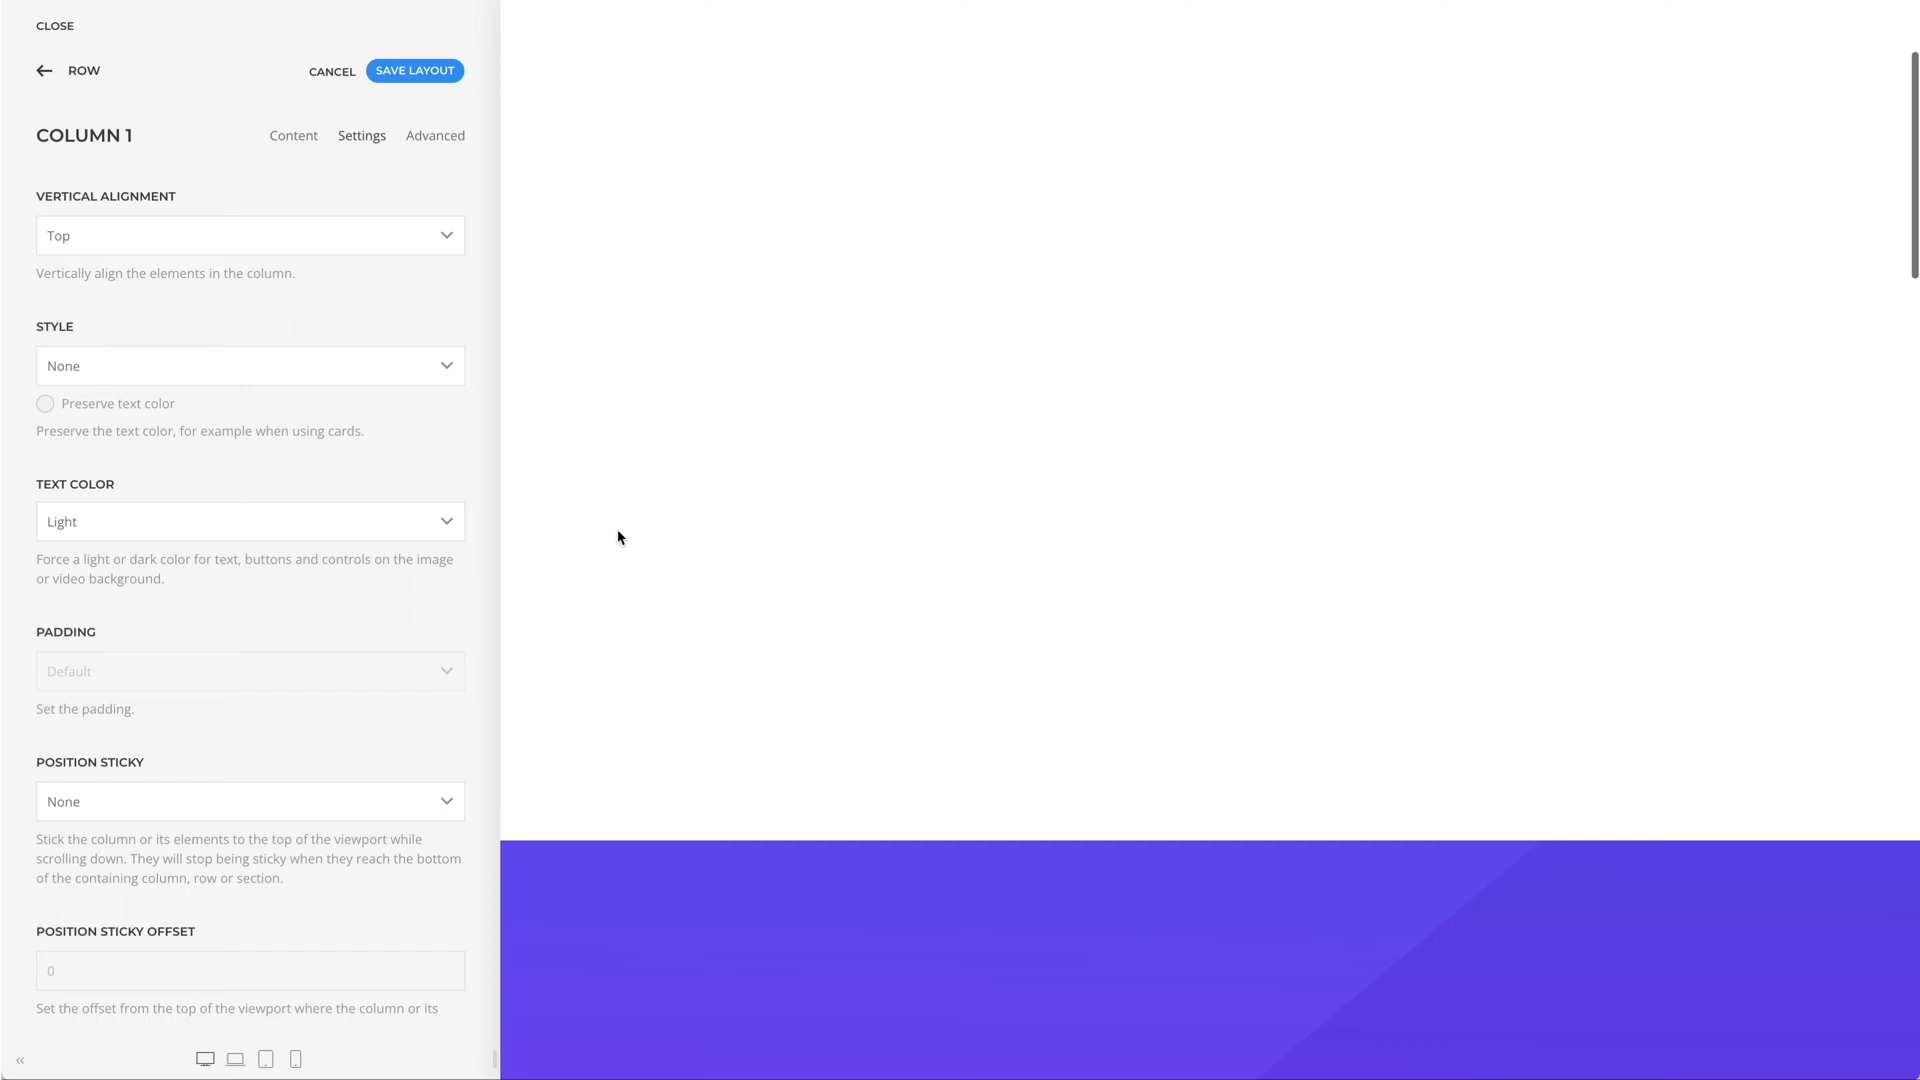 CLOSE
ROW
CANCEL
SAVE LAYOUT
COLUMN 1
Content
Settings
Advanced
VERTICAL ALIGNMENT
Top
Vertically align the elements in the column.
STYLE
None
Preserve text color
Preserve the text color, for example when using cards.
TEXT COLOR
Light
Force a light or dark color for text, buttons and controls on the image
or video background.
PADDING
Default
Set the padding.
POSITION STICKY
None
Stick the column or its elements to the top of the viewport while
scrolling down. They will stop being sticky when they reach the bottom
of the containing column, row or section.
POSITION STICKY OFFSET
0
Set the offset from the top of the viewport where the column or its